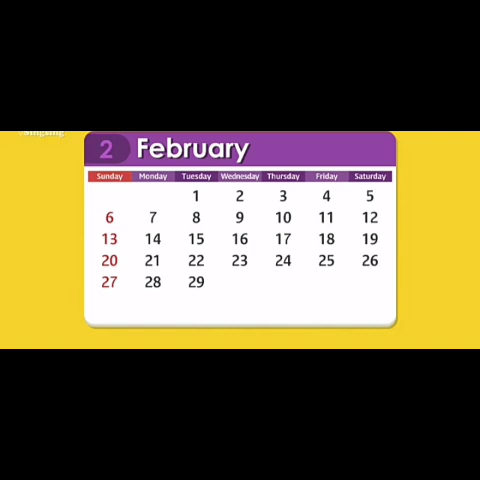 2 February
Sunday Monday Tuesday Wednesday Thursday Friday Saturday
1 2 3 4 5
6 7 8 9 10 11 12
13 14 15 16 17 18 19
20 21 22 23 24 25 26
27 28 29